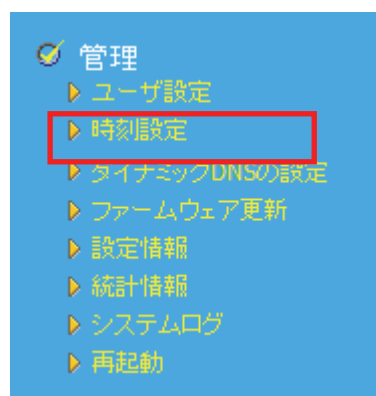 管理
ユーザ設定
時刻設定
ダイナミックDNSの設定
ファームウェア更新
設定情報
統計情報
システムログ
再起動